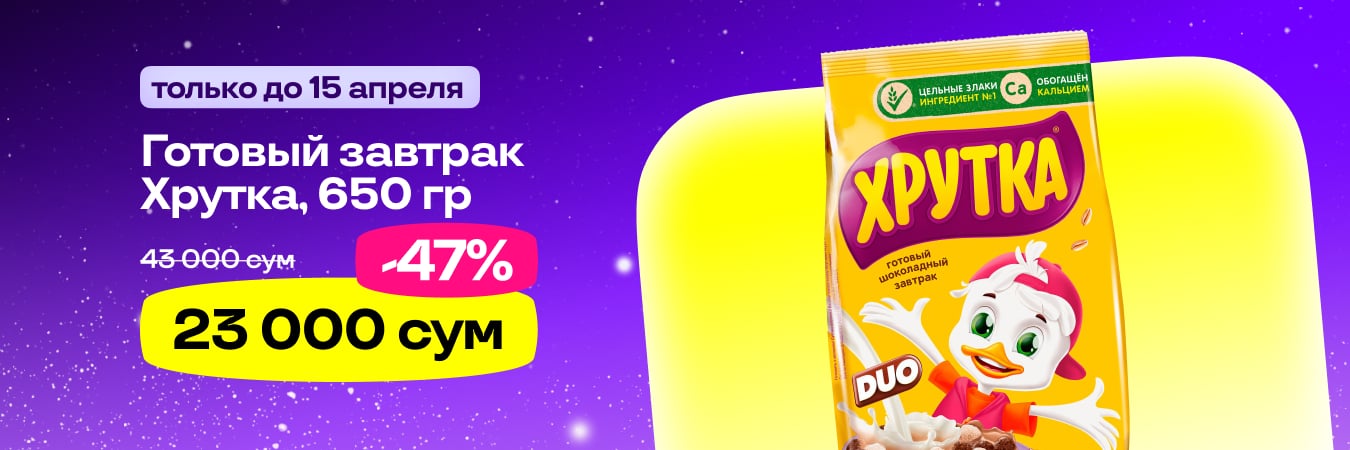 только до 15 апреля
Готовый завтрак
Хрутка, 650 гр
43 000 сум
-47%
23 000 сум
ЦЕЛЬНЫЕ ЗЛАКИ
ИНГРЕДИЕНТ №1
Ca
ОБОГАЩЁН
КАЛЬЦИЕМ
ХРУТКА®
готовый
шоколадный
завтрак
DUO